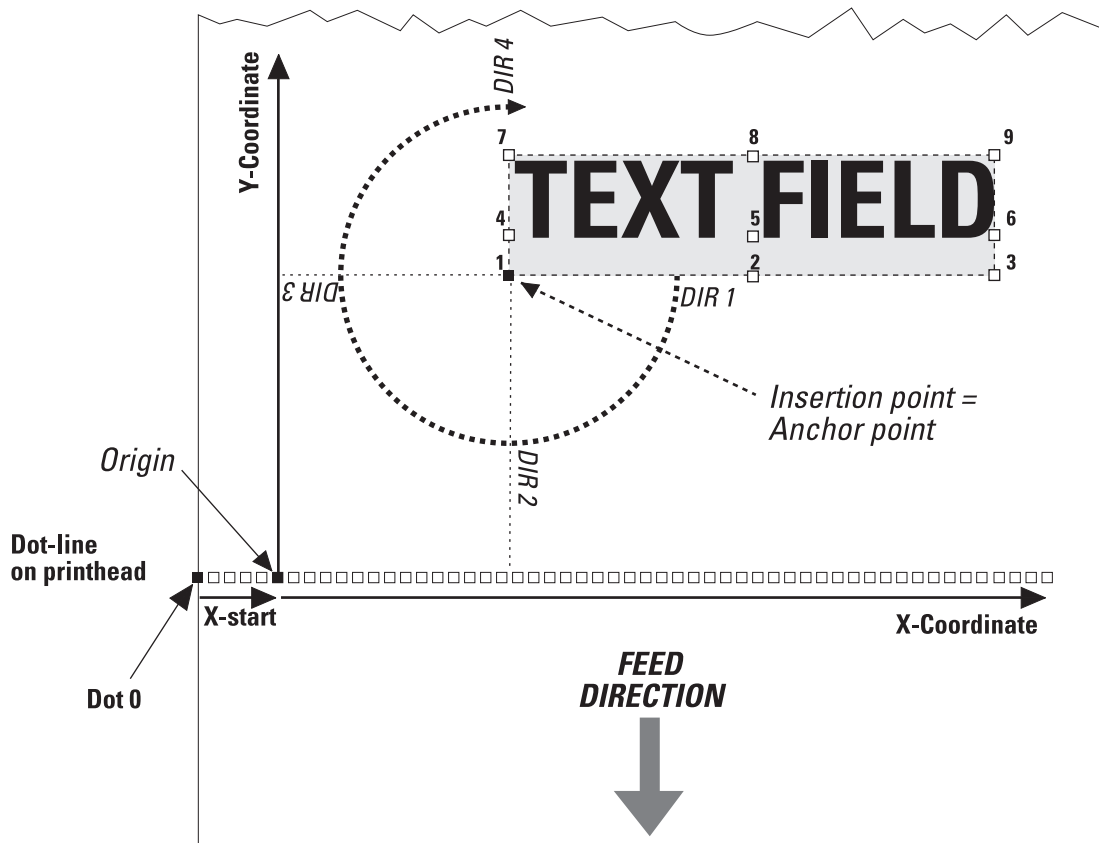 DIR 4
Y-Coordinate
7
8
9
TEXT FIELD
4
5
6
1
2
3
DIR 3
DIR 1
Insertion point =
Anchor point
DIR 2
Origin
Dot-line
on printhead
X-start
X-Coordinate
Dot 0
FEED
DIRECTION